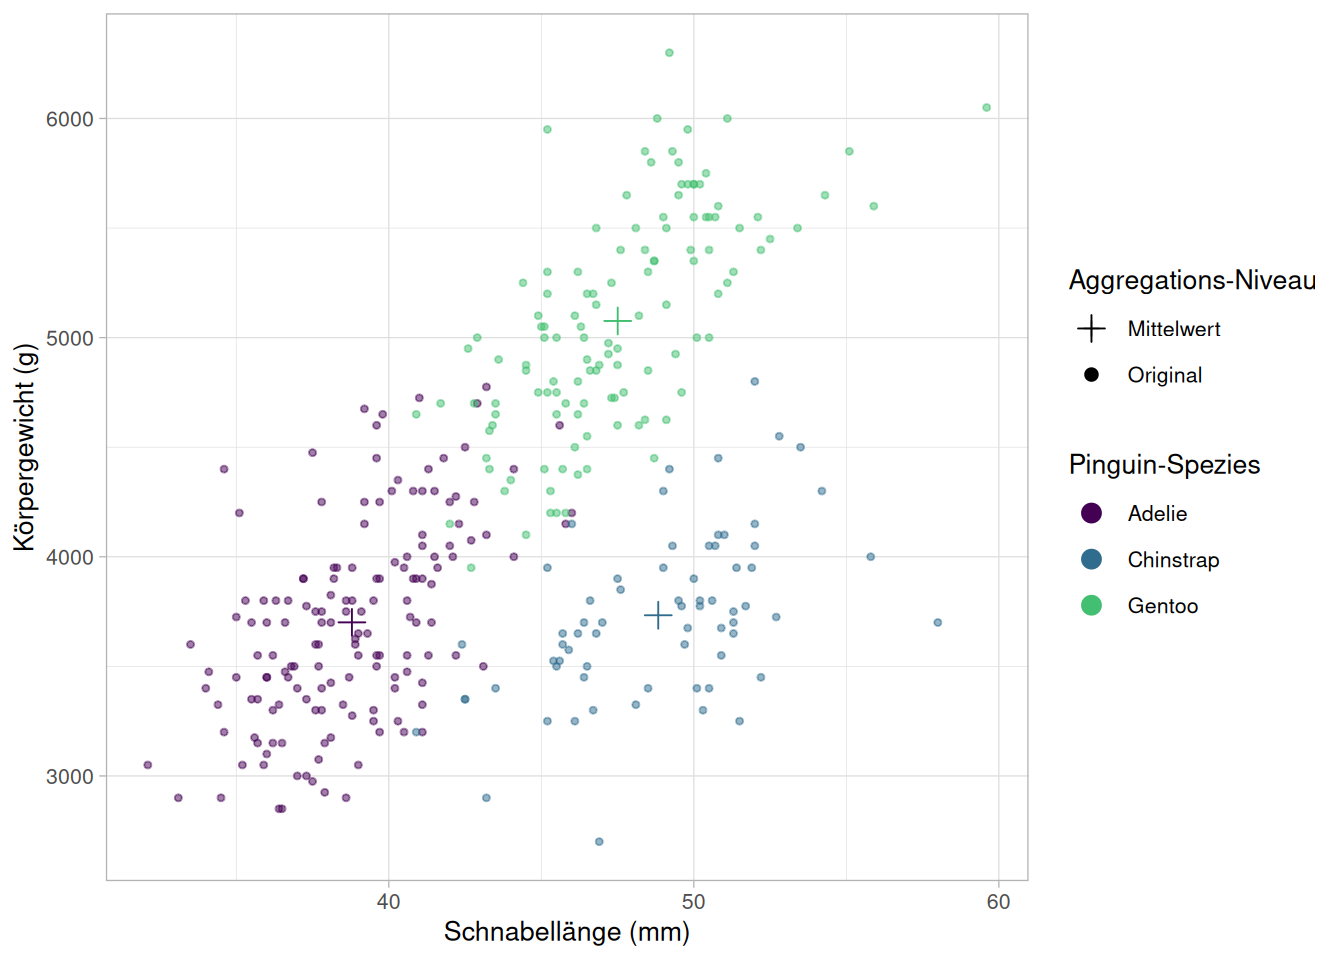 6000
5000
4000
3000
Körpergewicht (g)
40
50
60
Schnabellänge (mm)
Aggregations-Niveau
Mittelwert
Original
Pinguin-Spezies
Adelie
Chinstrap
Gentoo